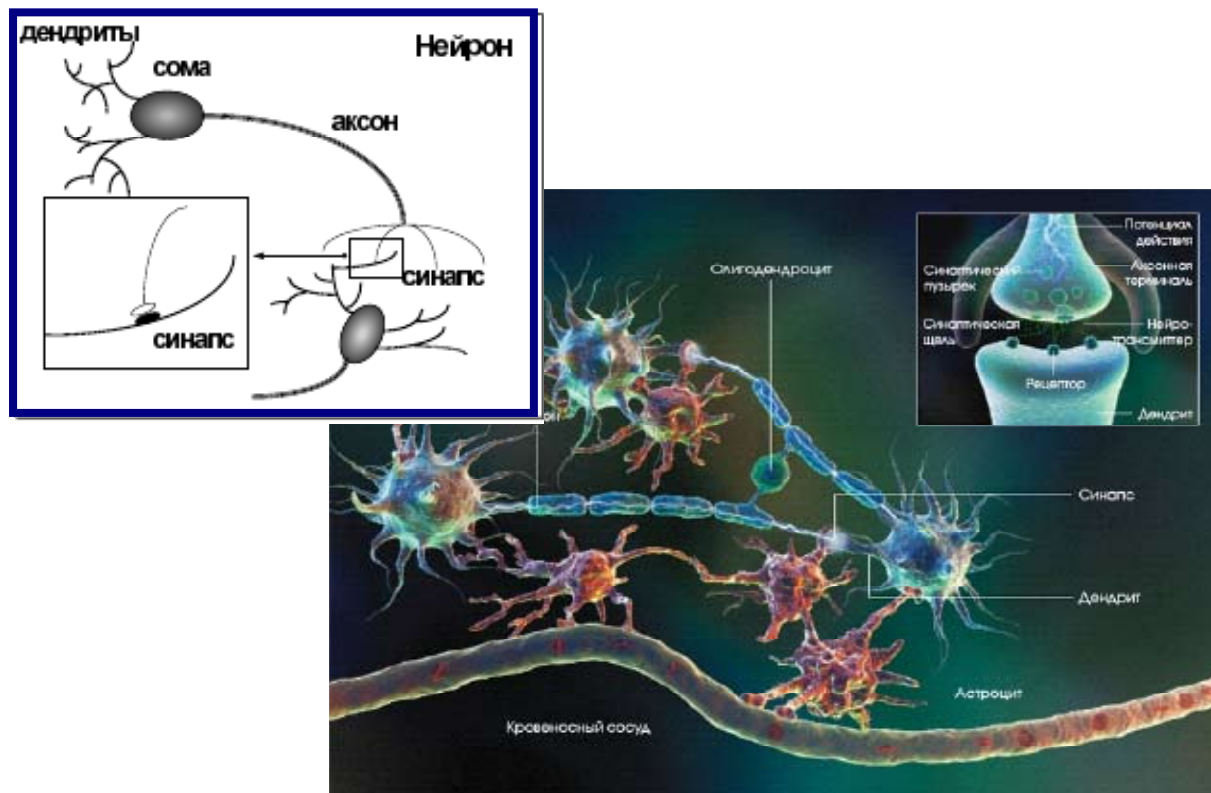 дендриты
Нейрон
сома
аксон
синапс
синапс
Олигодендроцит
Потенциал
действия
Синаптический
пузырек
Аксонная
терминаль
Синаптическая
щель
Нейро-
трансмиттер
Рецептор
Дендрит
Синапс
Дендрит
Астроцит
Кровеносный сосуд